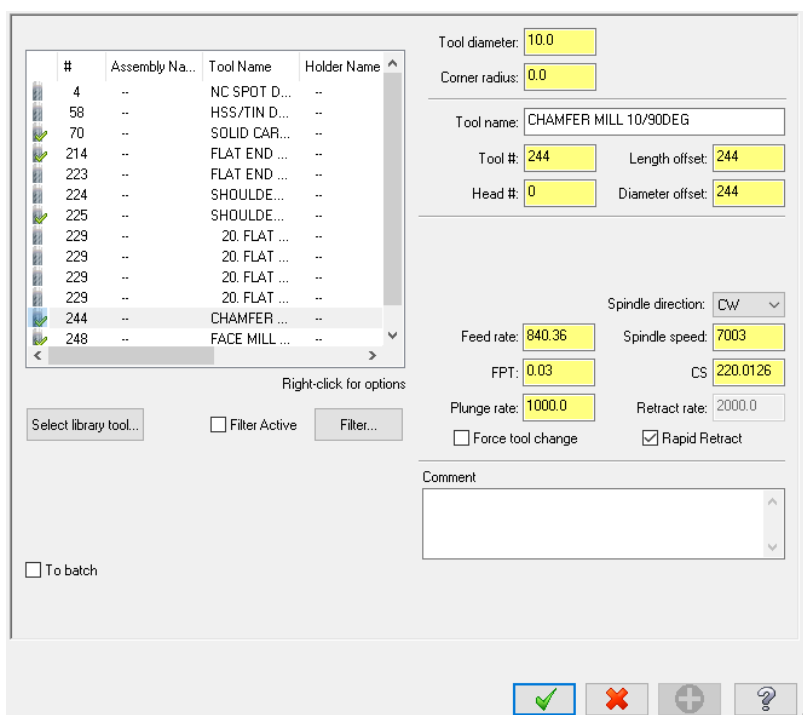 Tool diameter: 10.0
Corner radius: 0.0
# Assembly Na... Tool Name Holder Name
4 -- NC SPOT D... --
58 -- HSS/TIN D... --
70 -- SOLID CAR... --
214 -- FLAT END ... --
223 -- FLAT END ... --
224 -- SHOULDE... --
225 -- SHOULDE... --
229 -- 20. FLAT ... --
229 -- 20. FLAT ... --
229 -- 20. FLAT ... --
229 -- 20. FLAT ... --
244 -- CHAMFER ... --
248 -- FACE MILL ... --
Right-click for options
Select library tool... Filter Active Filter...
To batch
Tool name: CHAMFER MILL 10/90DEG
Tool #: 244 Length offset: 244
Head #: 0 Diameter offset: 244
Spindle direction: CW
Feed rate: 840.36 Spindle speed: 7003
FPT: 0.03 CS 220.0126
Plunge rate: 1000.0 Retract rate: 2000.0
Force tool change Rapid Retract
Comment